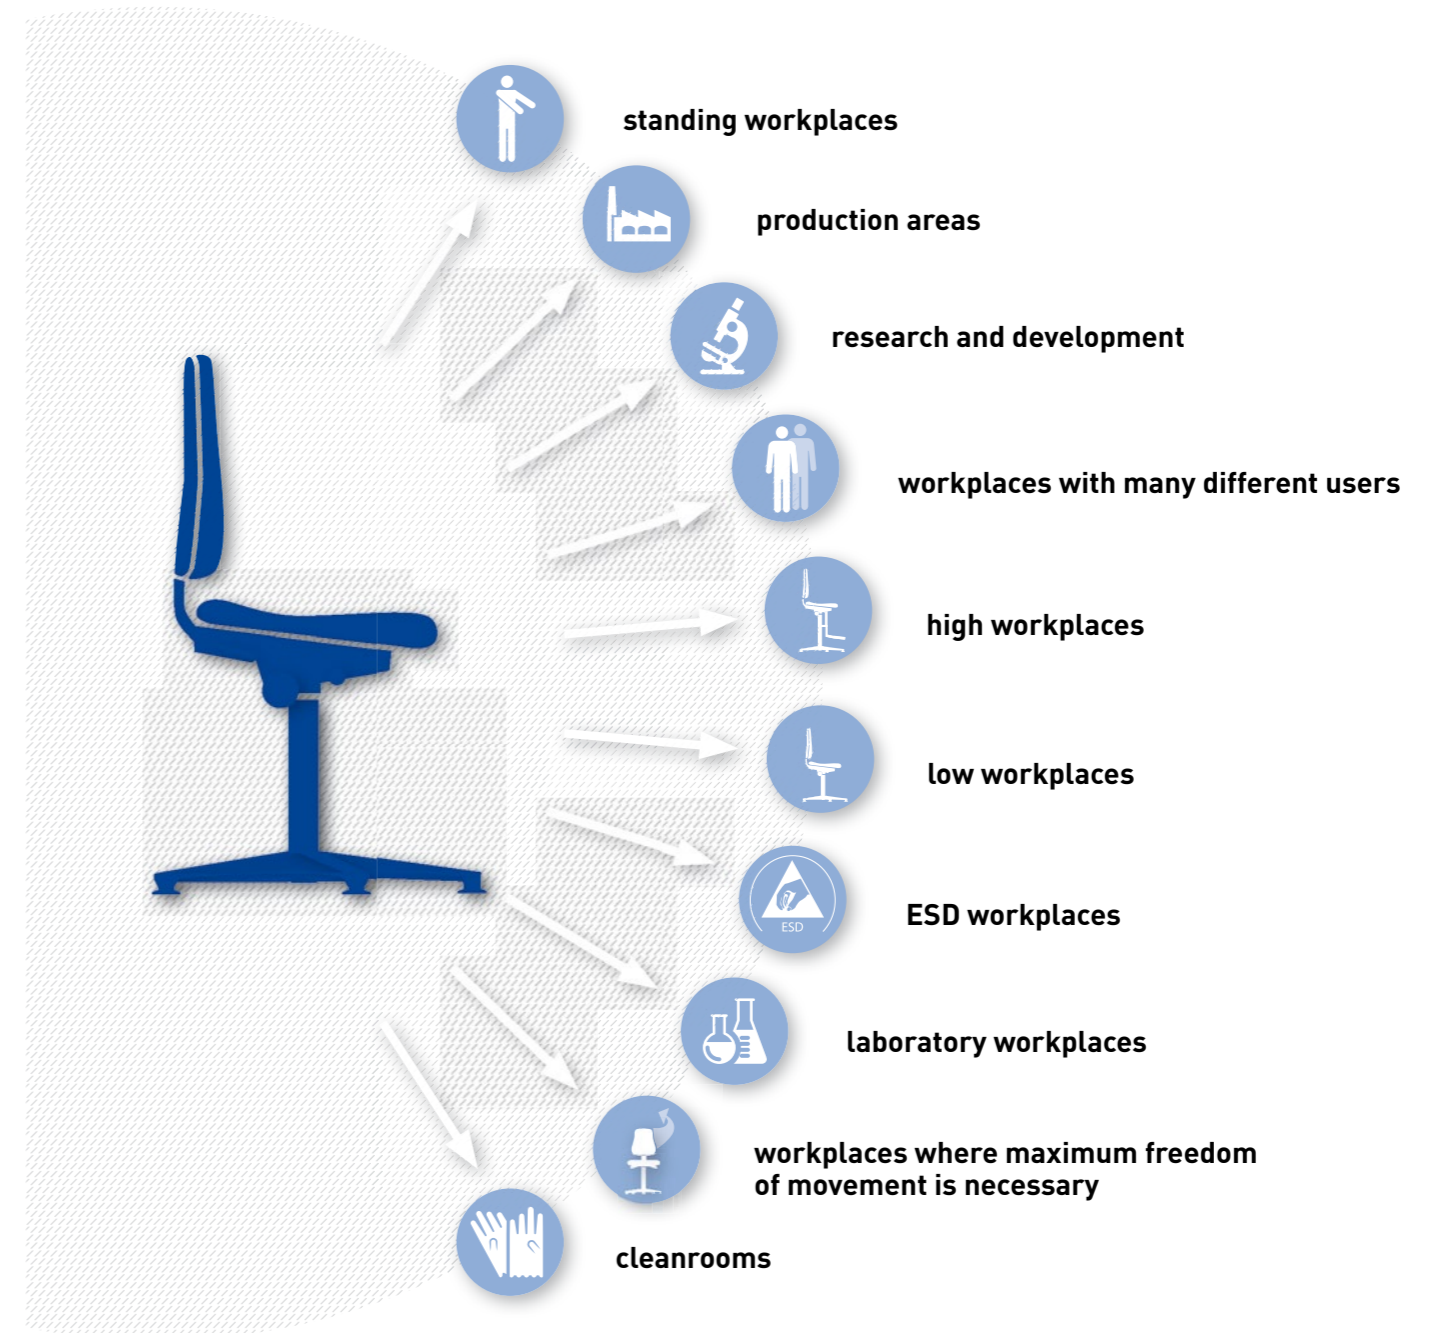 standing workplaces
production areas
research and development
workplaces with many different users
high workplaces
low workplaces
ESD workplaces
ESD
laboratory workplaces
workplaces where maximum freedom
of movement is necessary
cleanrooms